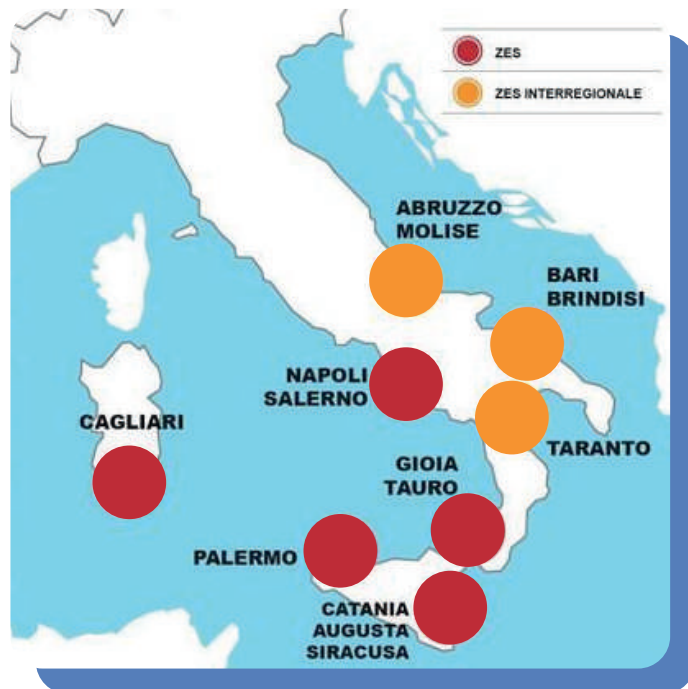 ZES
ZES INTERREGIONALE
ABRUZZO
MOLISE
BARI
BRINDISI
NAPOLI
SALERNO
CAGLIARI
TARANTO
GIOIA
TAURO
PALERMO
CATANIA
AUGUSTA
SIRACUSA